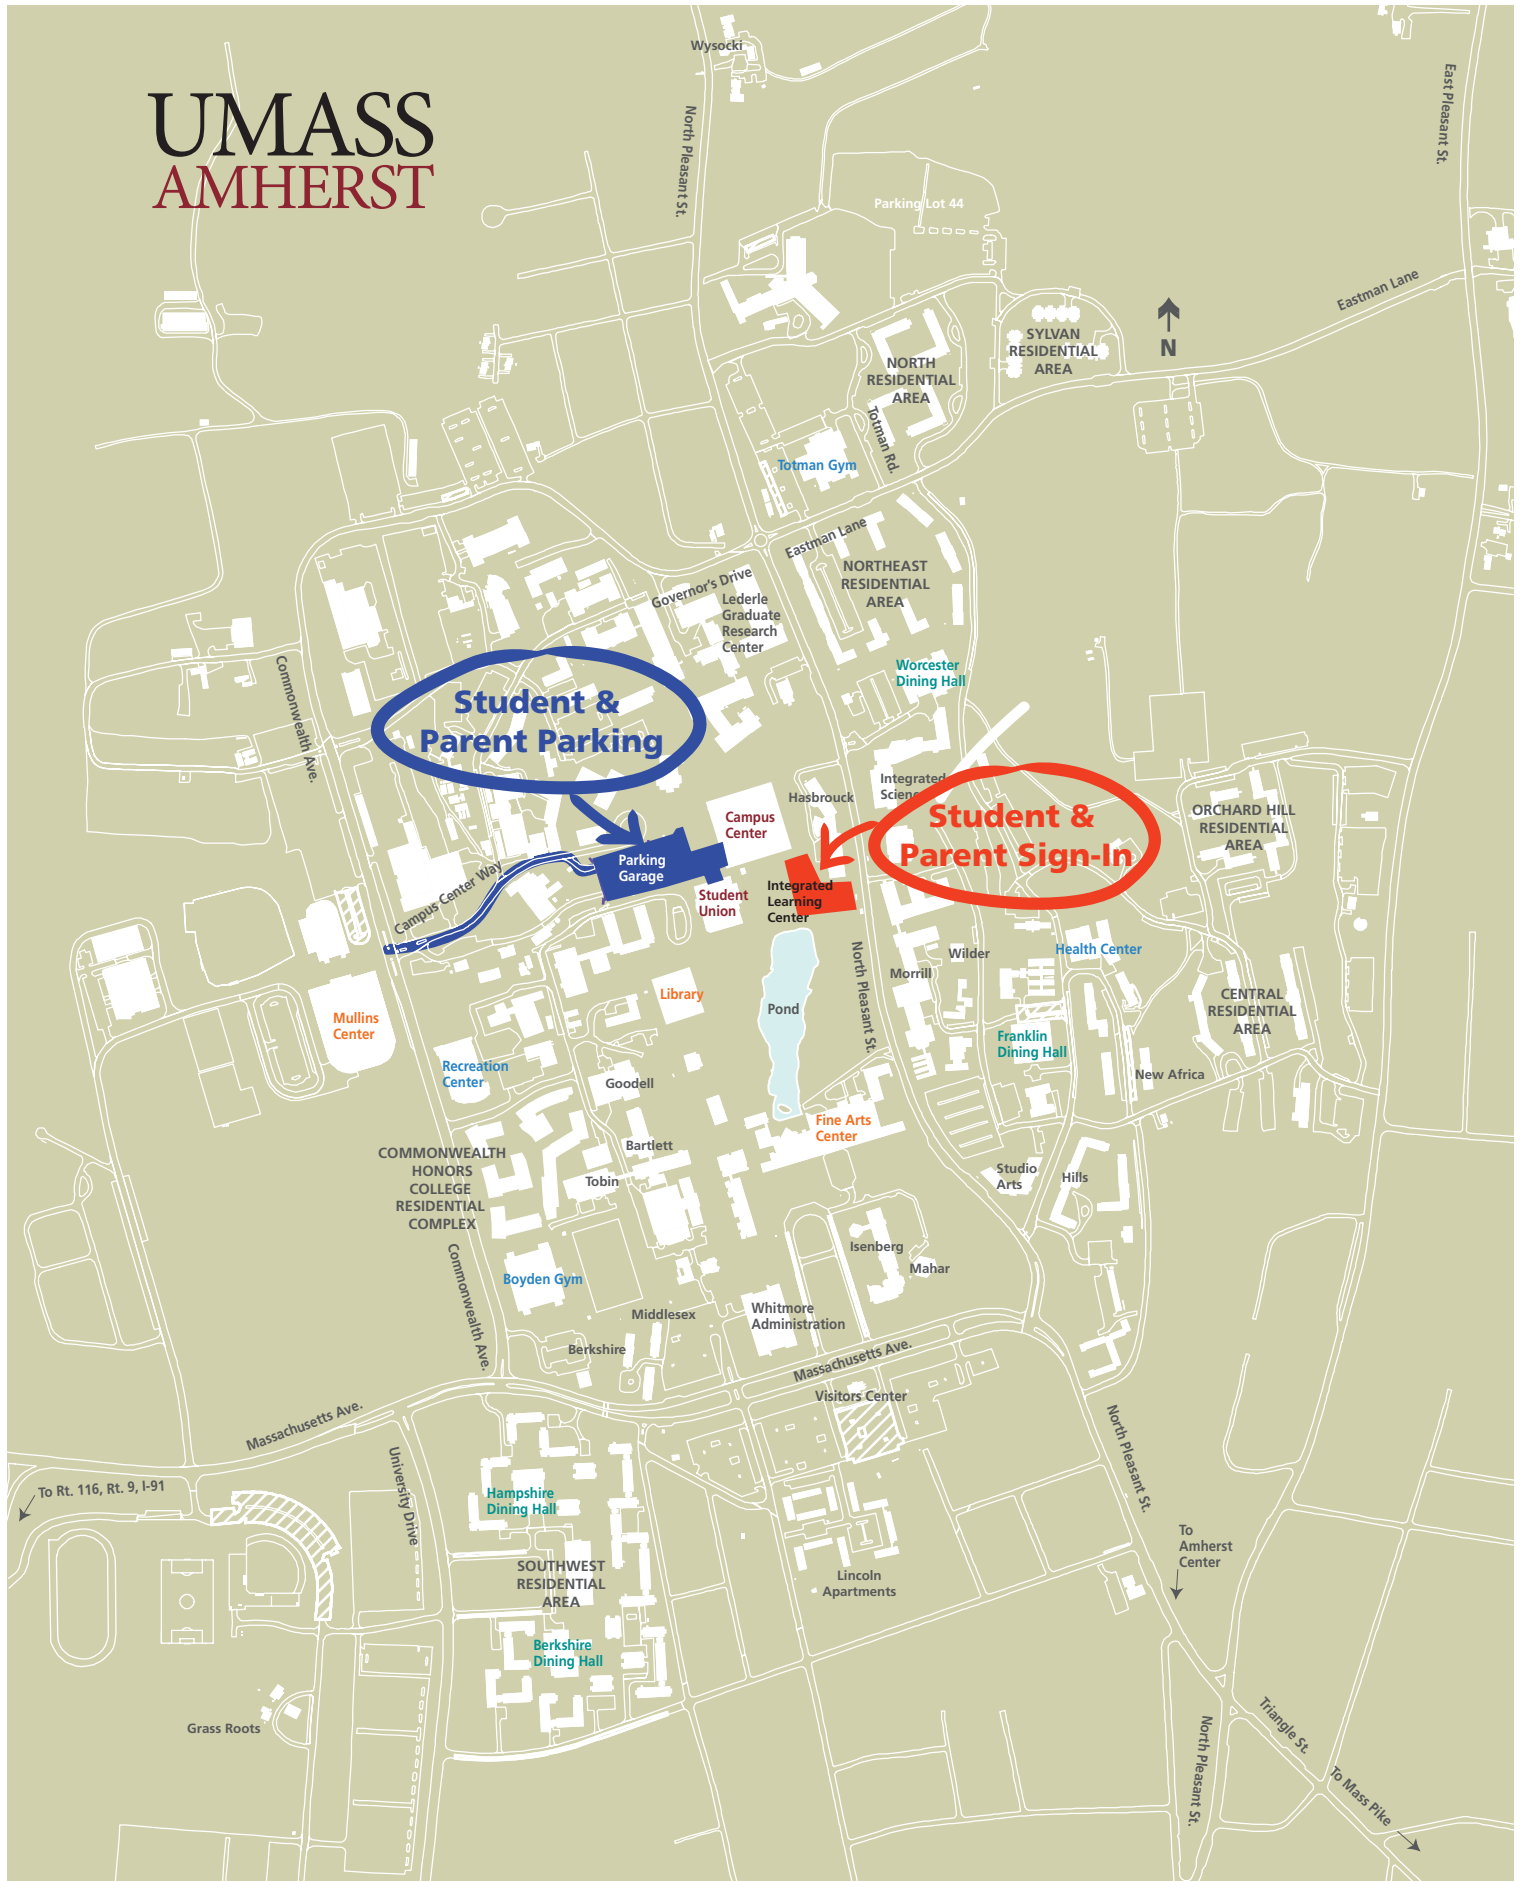 Wysocki
UMASS
AMHERST
North Pleasant St.
East Pleasant St.
Parking Lot 44
Eastman Lane
N
SYLVAN
RESIDENTIAL
AREA
NORTH
RESIDENTIAL
AREA
Totman Rd.
Totman Gym
Eastman Lane
NORTHEAST
RESIDENTIAL
AREA
Governor's Drive
Lederle
Graduate
Research
Center
Worcester
Dining Hall
Commonwealth Ave.
Student &
Parent Parking
Integrated
Hasbrouck
Campus
Center
Student &
Parent Sign-In
ORCHARD HILL
RESIDENTIAL
AREA
Parking
Garage
Campus Center Way
Student
Union
Integrated
Learning
Center
Health Center
Wilder
Morrill
North Pleasant St.
Library
Pond
CENTRAL
RESIDENTIAL
AREA
Mullins
Center
Franklin
Dining Hall
Recreation
Center
Goodell
New Africa
Fine Arts
Center
Bartlett
COMMONWEALTH
HONORS
COLLEGE
RESIDENTIAL
COMPLEX
Tobin
Studio
Arts
Hills
Isenberg
Mahar
Commonwealth Ave.
Boyden Gym
Middlesex
Whitmore
Administration
Berkshire
Massachusetts Ave.
Visitors Center
Massachusetts Ave.
North Pleasant St.
University Drive
To Rt. 116, Rt. 9, I-91
Hampshire
Dining Hall
To
Amherst
Center
SOUTHWEST
RESIDENTIAL
AREA
Lincoln
Apartments
Berkshire
Dining Hall
Grass Roots
North Pleasant St.
Triangle St.
To Mass Pike